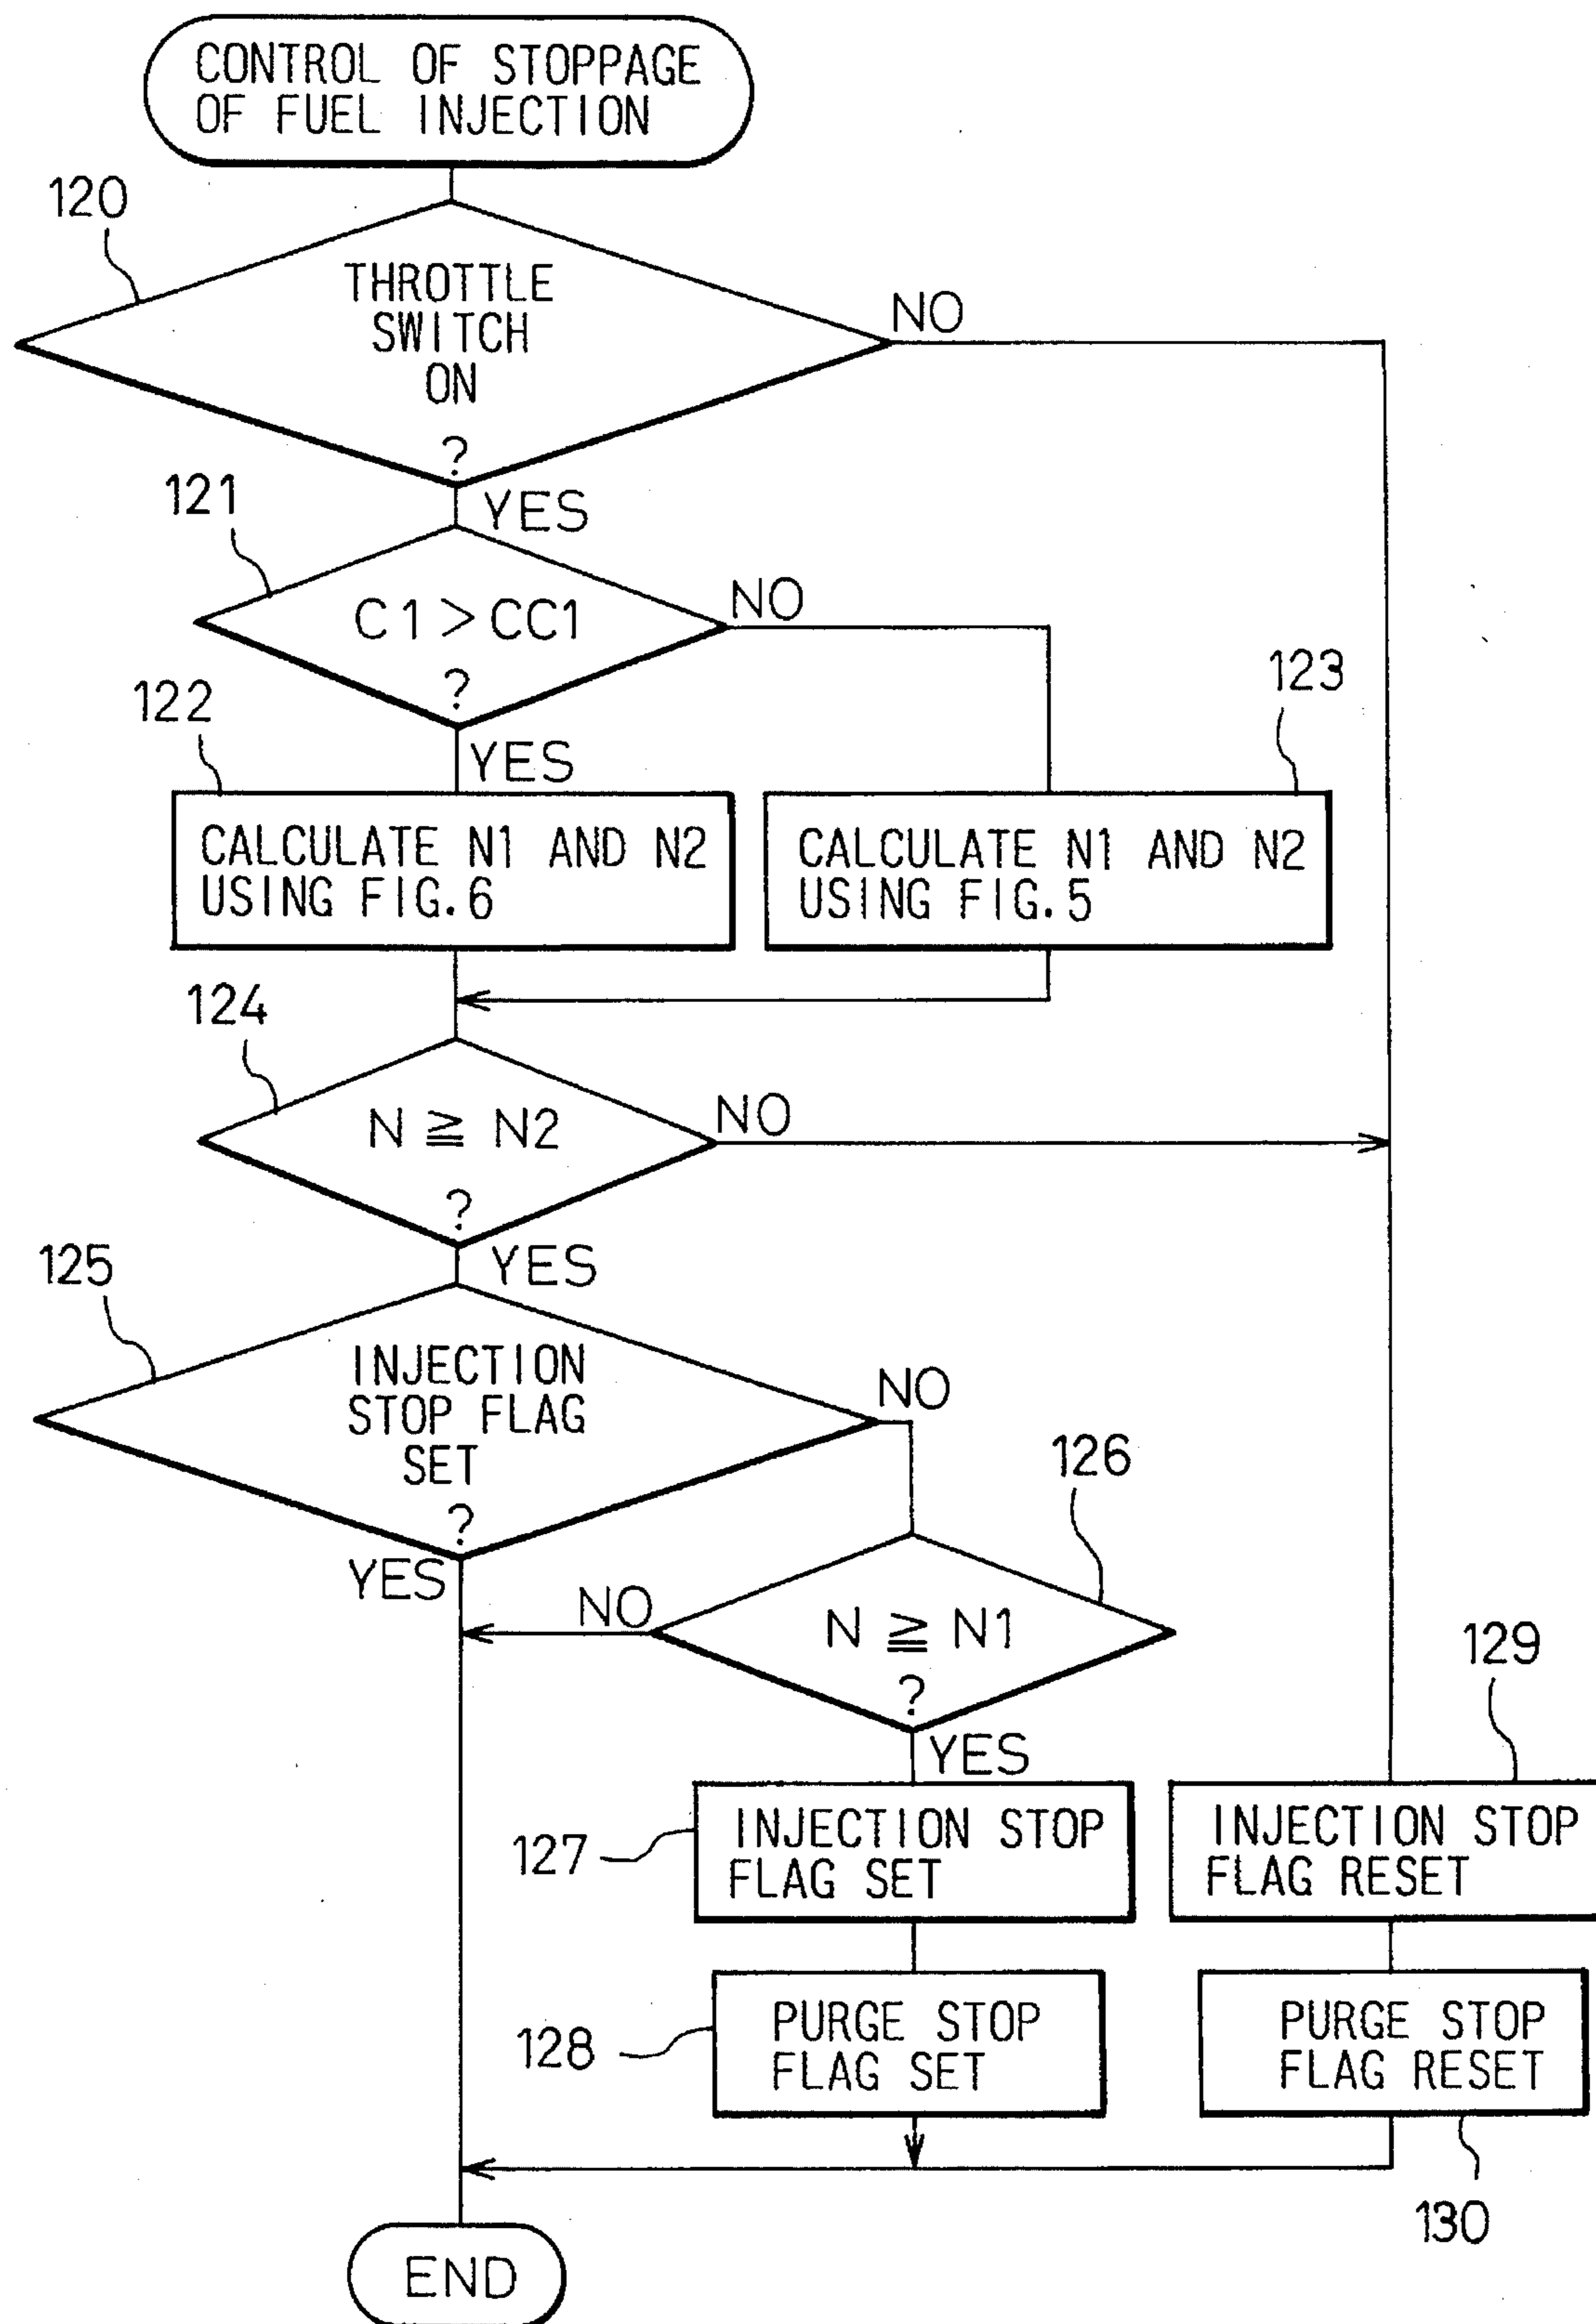 CONTROL OF STOPPAGE
OF FUEL INJECTION
120
THROTTLE
SWITCH
ON
?
NO
YES
121
C1 > CC1
?
NO
YES
122
CALCULATE N1 AND N2
USING FIG.6
123
CALCULATE N1 AND N2
USING FIG.5
124
N ≧ N2
?
NO
YES
125
INJECTION
STOP FLAG
SET
?
NO
YES
126
N ≧ N1
?
NO
YES
127
INJECTION STOP
FLAG SET
129
INJECTION STOP
FLAG RESET
128
PURGE STOP
FLAG SET
PURGE STOP
FLAG RESET
130
END